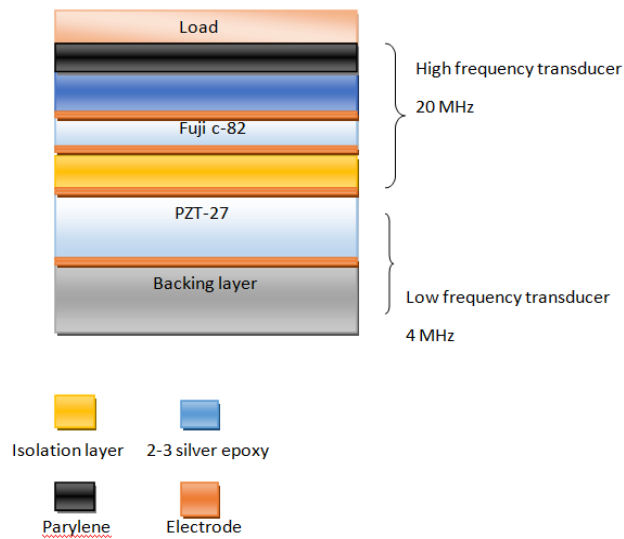 Load
High frequency transducer
20 MHz
Fuji c-82
PZT-27
Backing layer
Low frequency transducer
4 MHz
Isolation layer
2-3 silver epoxy
Parylene
Electrode